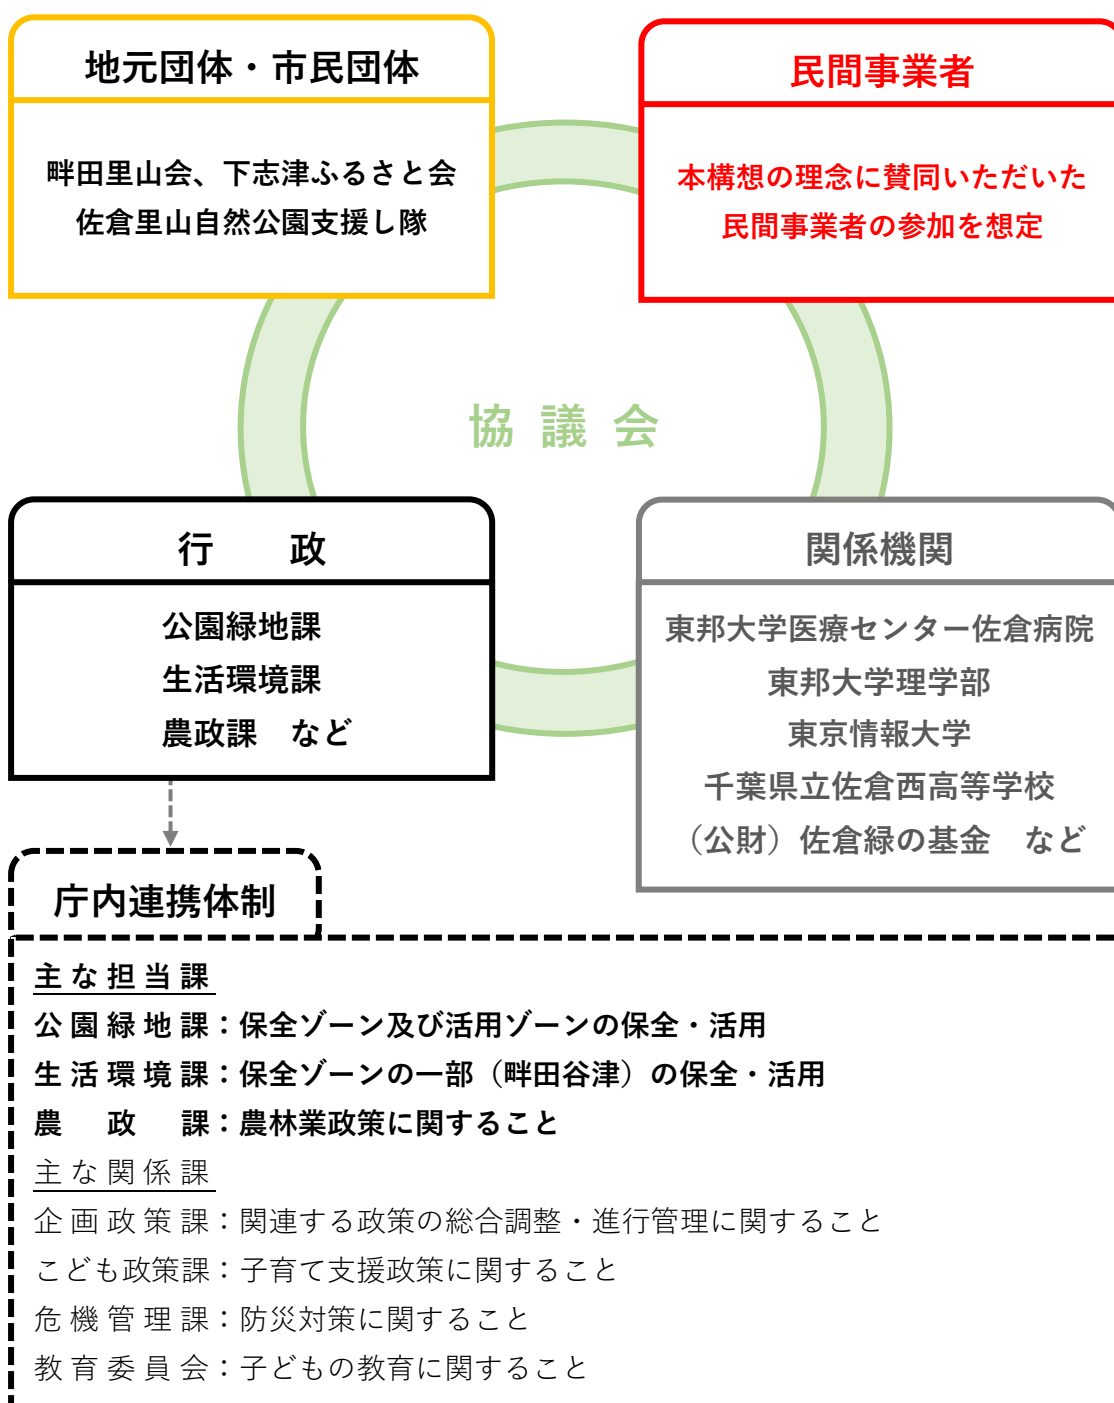 地元団体・市民団体
畔田里山会、下志津ふるさと会
佐倉里山自然公園支援し隊
民間事業者
本構想の理念に賛同いただいた
民間事業者の参加を想定
協議会
行　政
公園緑地課
生活環境課
農政課　など
関係機関
東邦大学医療センター佐倉病院
東邦大学理学部
東京情報大学
千葉県立佐倉西高等学校
（公財）佐倉緑の基金　など
庁内連携体制
主な担当課
公園緑地課：保全ゾーン及び活用ゾーンの保全・活用
生活環境課：保全ゾーンの一部（畔田谷津）の保全・活用
農　政　課：農林業政策に関すること
主な関係課
企画政策課：関連する政策の総合調整・進行管理に関すること
こども政策課：子育て支援政策に関すること
危機管理課：防災対策に関すること
教育委員会：子どもの教育に関すること